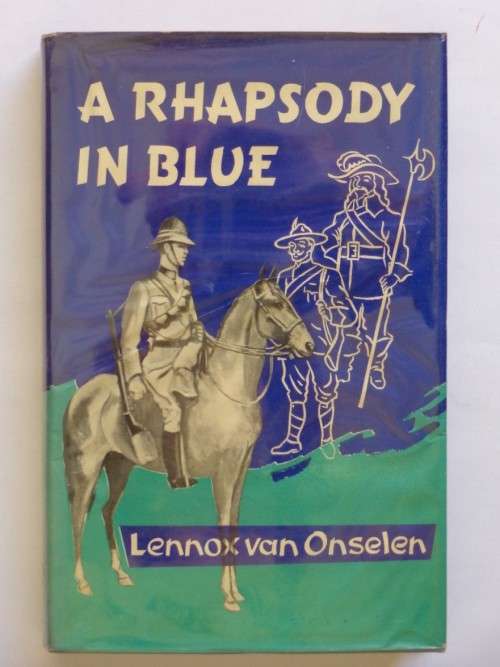 A RHAPSODY
IN BLUE
Lennox van Onselen